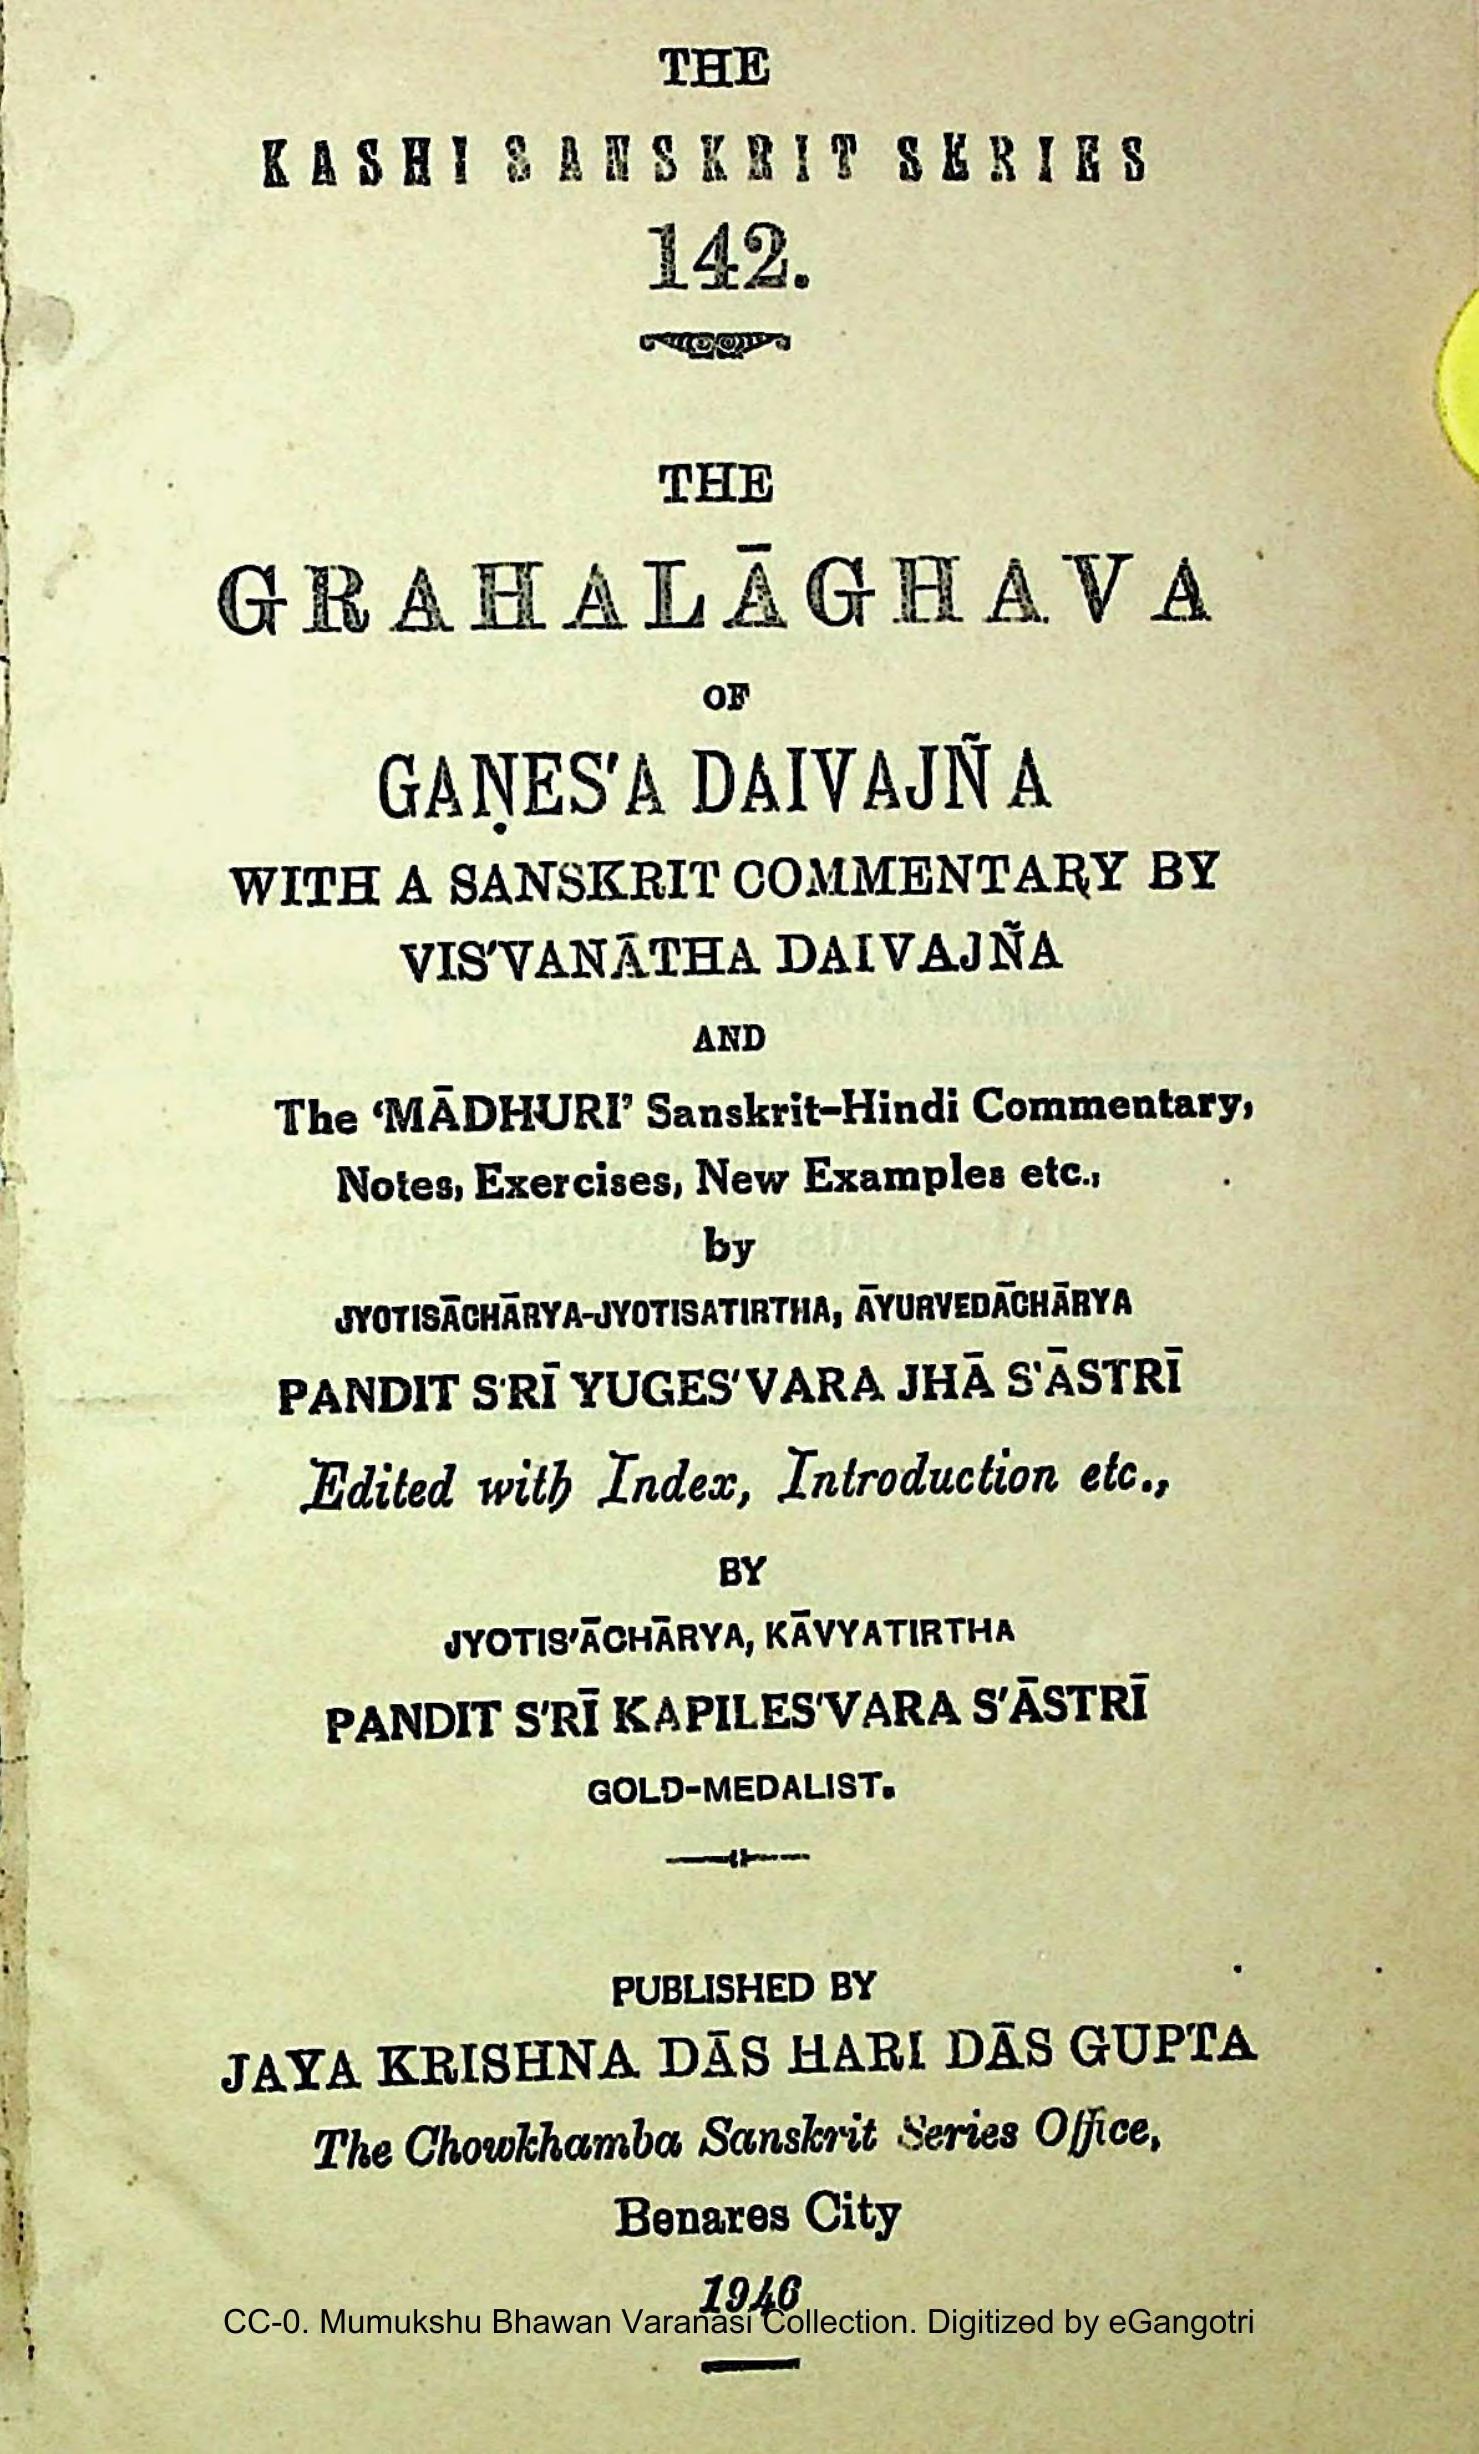 THE
KASHI SANSKRIT SERIES
142.
THE
GRAHALĀGHAVA
OF
GAṆES'A DAIVAJÑA
WITH A SANSKRIT COMMENTARY BY
VIS'VANĀTHA DAIVAJÑA
AND
The ‘MĀDHURI’ Sanskrit-Hindi Commentary,
Notes, Exercises, New Examples etc.,
by
JYOTISĀCHĀRYA-JYOTISATIRTHA, ĀYURVEDĀCHĀRYA
PANDIT S'RĪ YUGES'VARA JHĀ S'ĀSTRĪ
Edited with Index, Introduction etc.,
BY
JYOTIS'ĀCHĀRYA, KĀVYATIRTHA
PANDIT S'RĪ KAPILES'VARA S'ĀSTRĪ
GOLD-MEDALIST.
PUBLISHED BY
JAYA KRISHNA DĀS HARI DĀS GUPTA
The Chowkhamba Sanskrit Series Office,
Benares City
1946
CC-0. Mumukshu Bhawan Varanasi Collection. Digitized by eGangotri